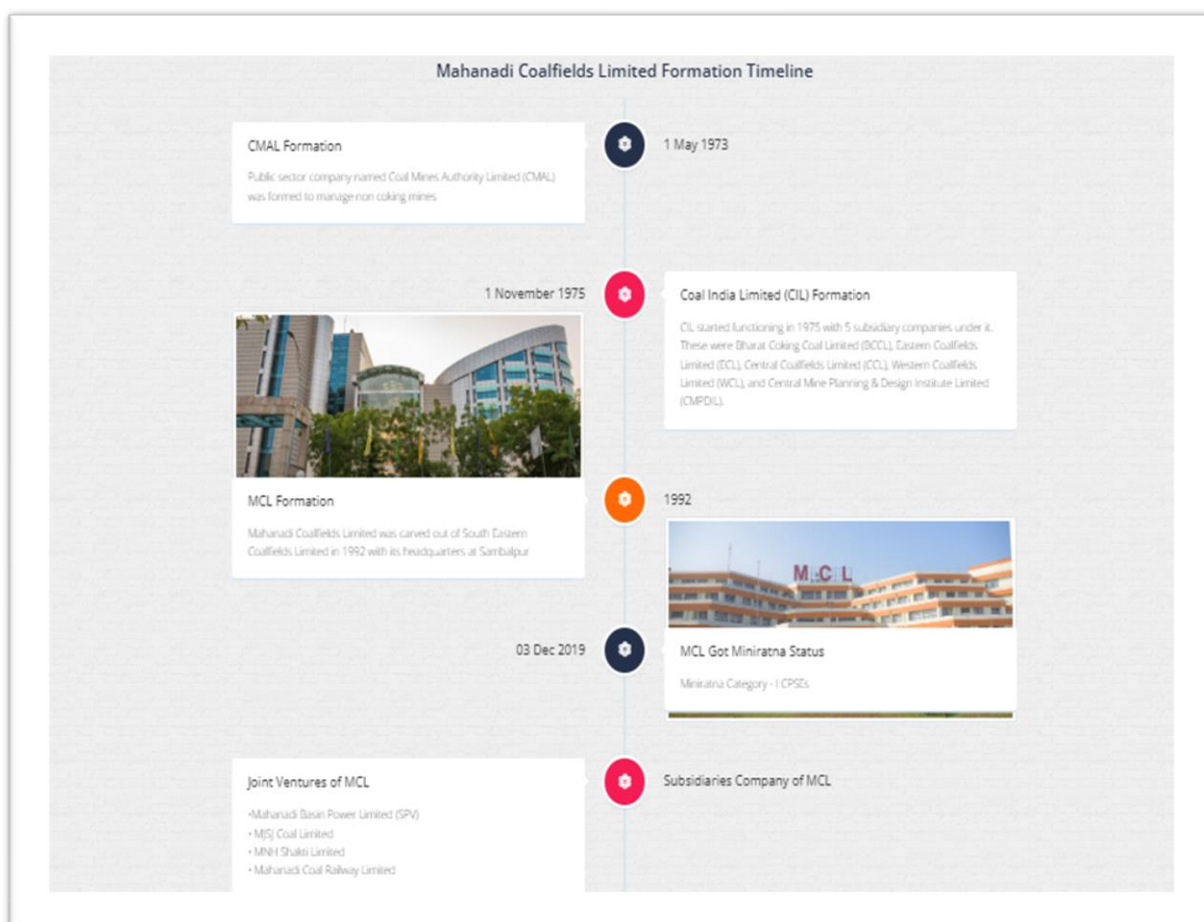 Mahanadi Coalfields Limited Formation Timeline
CMAL Formation
1 May 1973
Public sector company named Coal Mines Authority Limited (CMAL)
was formed to manage non coking mines
1 November 1975
Coal India Limited (CIL) Formation
CIL started functioning in 1975 with 5 subsidiary companies under it.
These were Bharat Coking Coal Limited (BCCL), Eastern Coalfields
Limited (ECL), Central Coalfields Limited (CCL), Western Coalfields
Limited (WCL), and Central Mine Planning & Design Institute Limited
(CMPDIL).
MCL Formation
1992
Mahanadi Coalfields Limited was carved out of South Eastern
Coalfields Limited in 1992 with its headquarters at Sambalpur
M C L
03 Dec 2019
MCL Got Miniratna Status
Miniratna Category - I CPSEs
Joint Ventures of MCL
Subsidiaries Company of MCL
•Mahanadi Basin Power Limited (SPV)
• MJSJ Coal Limited
• MNH Shakti Limited
• Mahanadi Coal Railway Limited